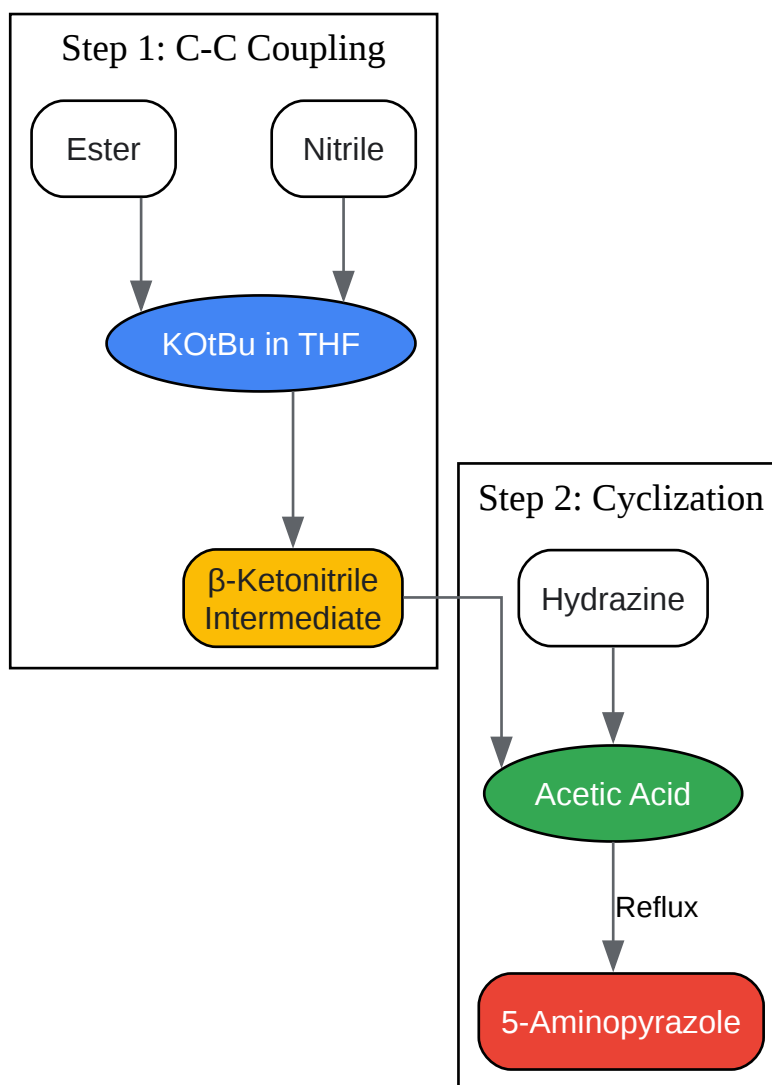 Step 1: C-C Coupling
Ester
Nitrile
KOtBu in THF
β-Ketonitrile
Intermediate
Step 2: Cyclization
Hydrazine
Acetic Acid
Reflux
5-Aminopyrazole